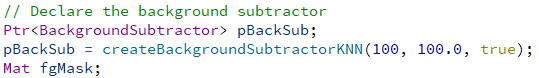 // Declare the background subtractor
Ptr<BackgroundSubtractor> pBackSub;
pBackSub = createBackgroundSubtractorKNN(100, 100.0, true);
Mat fgMask;